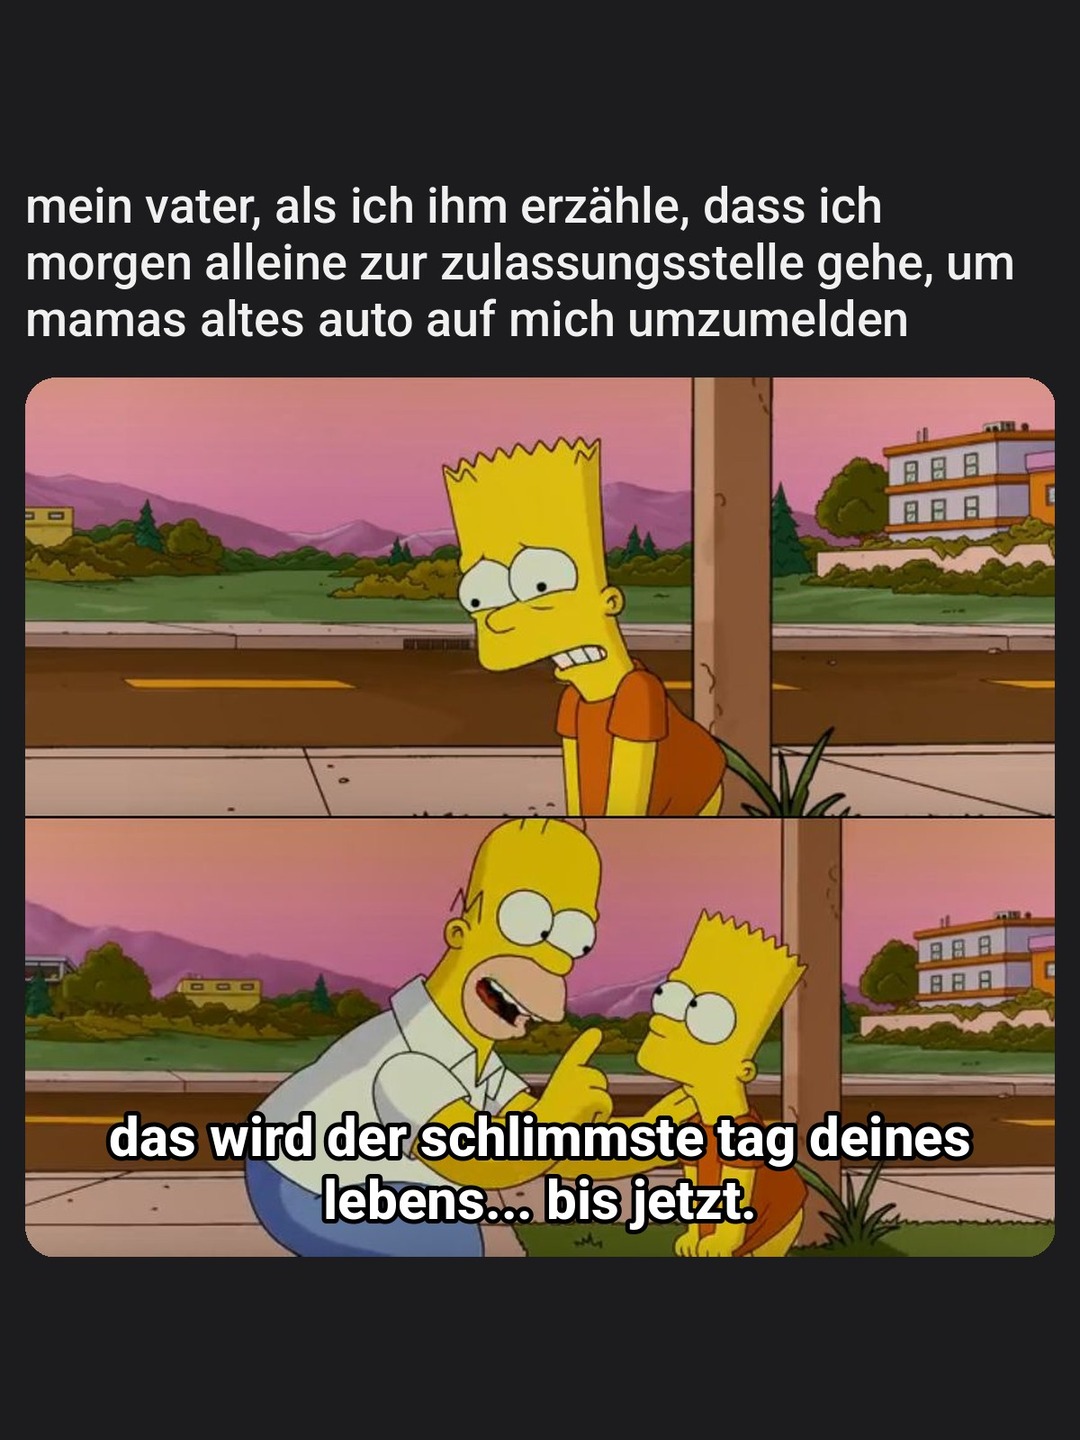 mein vater, als ich ihm erzähle, dass ich
morgen alleine zur zulassungsstelle gehe, um
mamas altes auto auf mich umzumelden
das wird der schlimmste tag deines
lebens... bis jetzt.